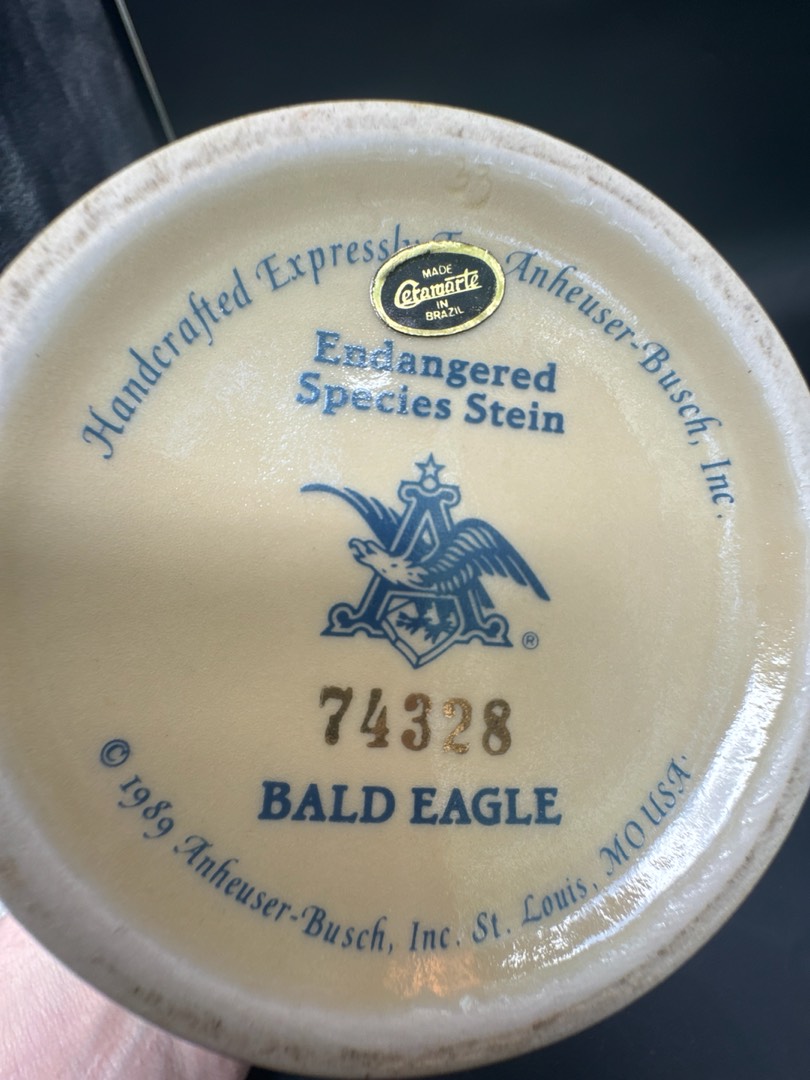 33
Handcrafted Expressly Anheuser-Busch, Inc.
MADE
Ceramarte
IN
BRAZIL
Endangered
Species Stein
A
®
74328
BALD EAGLE
© 1989 Anheuser-Busch, Inc. St. Louis, MO USA